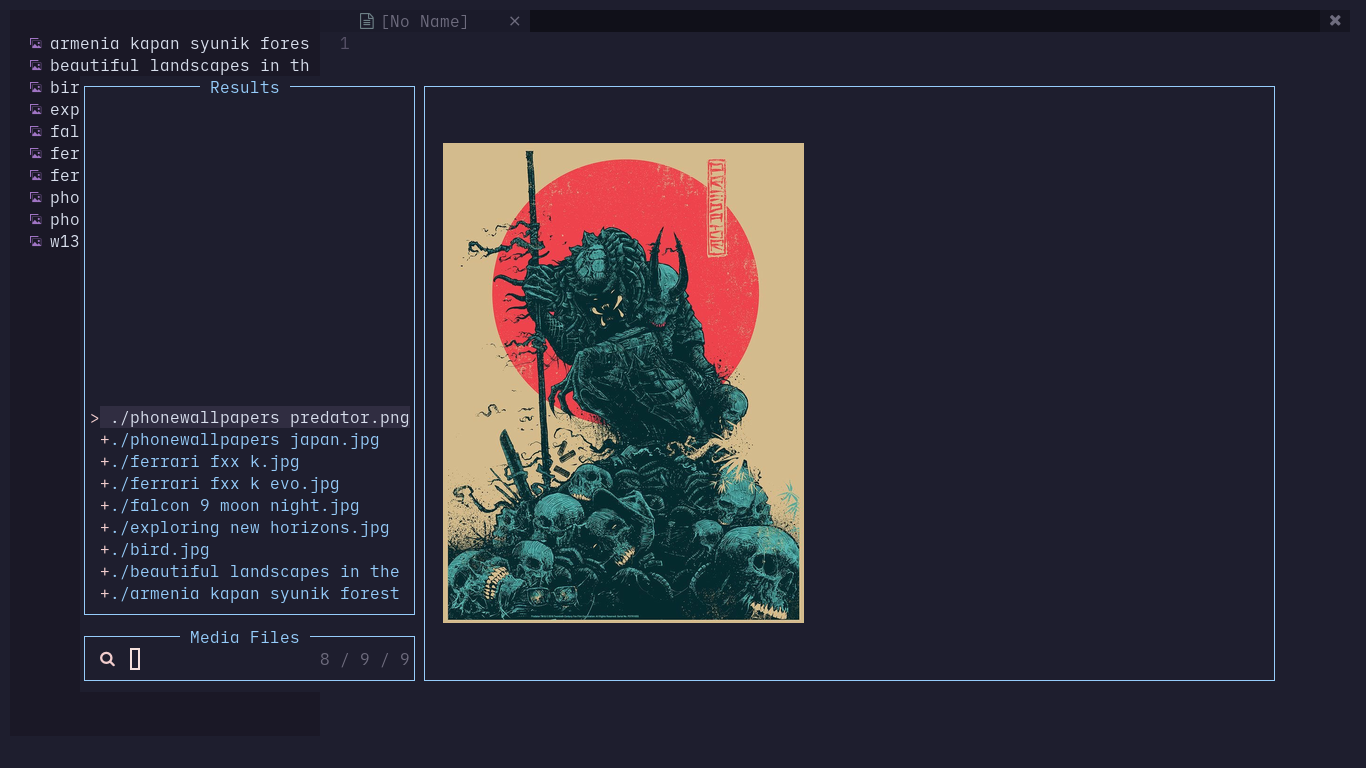 [No Name] × ✖
armenia kapan syunik fores 1
beautiful landscapes in th
bir
exp
fal
fer
fer
pho
pho
w13
Results
> ./phonewallpapers predator.png
+./phonewallpapers japan.jpg
+./ferrari fxx k.jpg
+./ferrari fxx k evo.jpg
+./falcon 9 moon night.jpg
+./exploring new horizons.jpg
+./bird.jpg
+./beautiful landscapes in the
+./armenia kapan syunik forest
Media Files
8 / 9 / 9